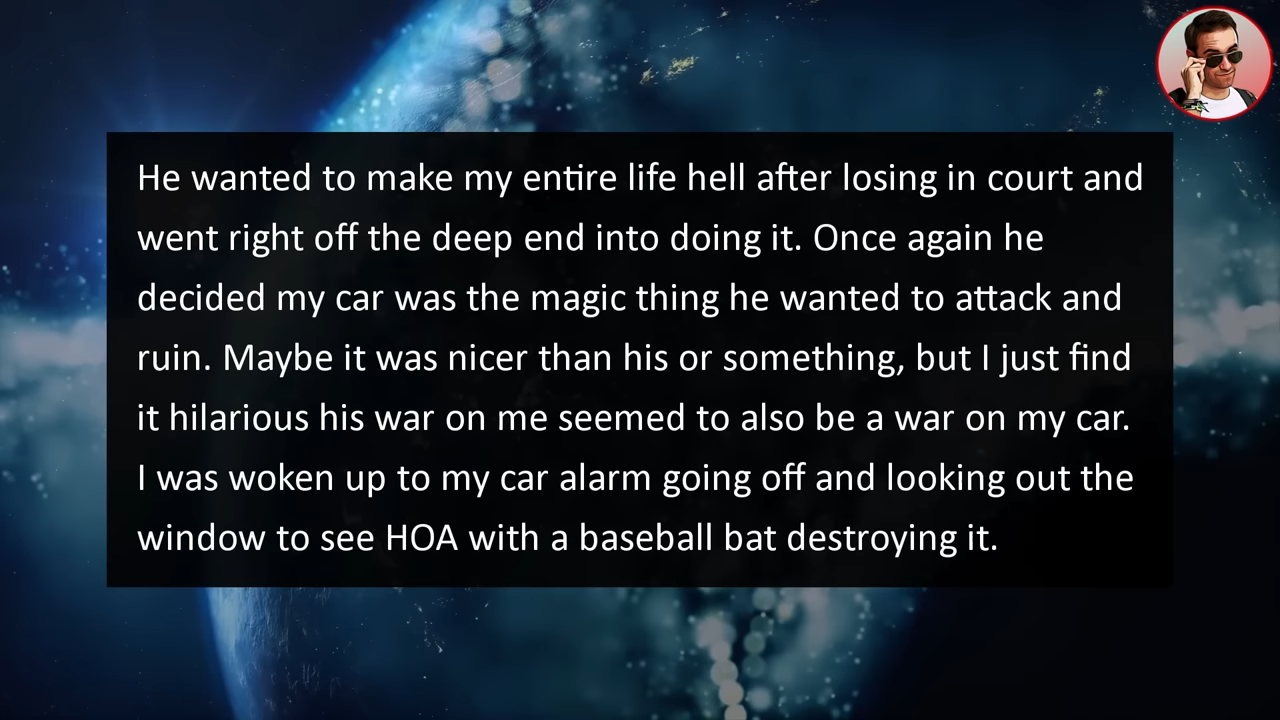 He wanted to make my entire life hell after losing in court and
went right off the deep end into doing it. Once again he
decided my car was the magic thing he wanted to attack and
ruin. Maybe it was nicer than his or something, but I just find
it hilarious his war on me seemed to also be a war on my car.
I was woken up to my car alarm going off and looking out the
window to see HOA with a baseball bat destroying it.